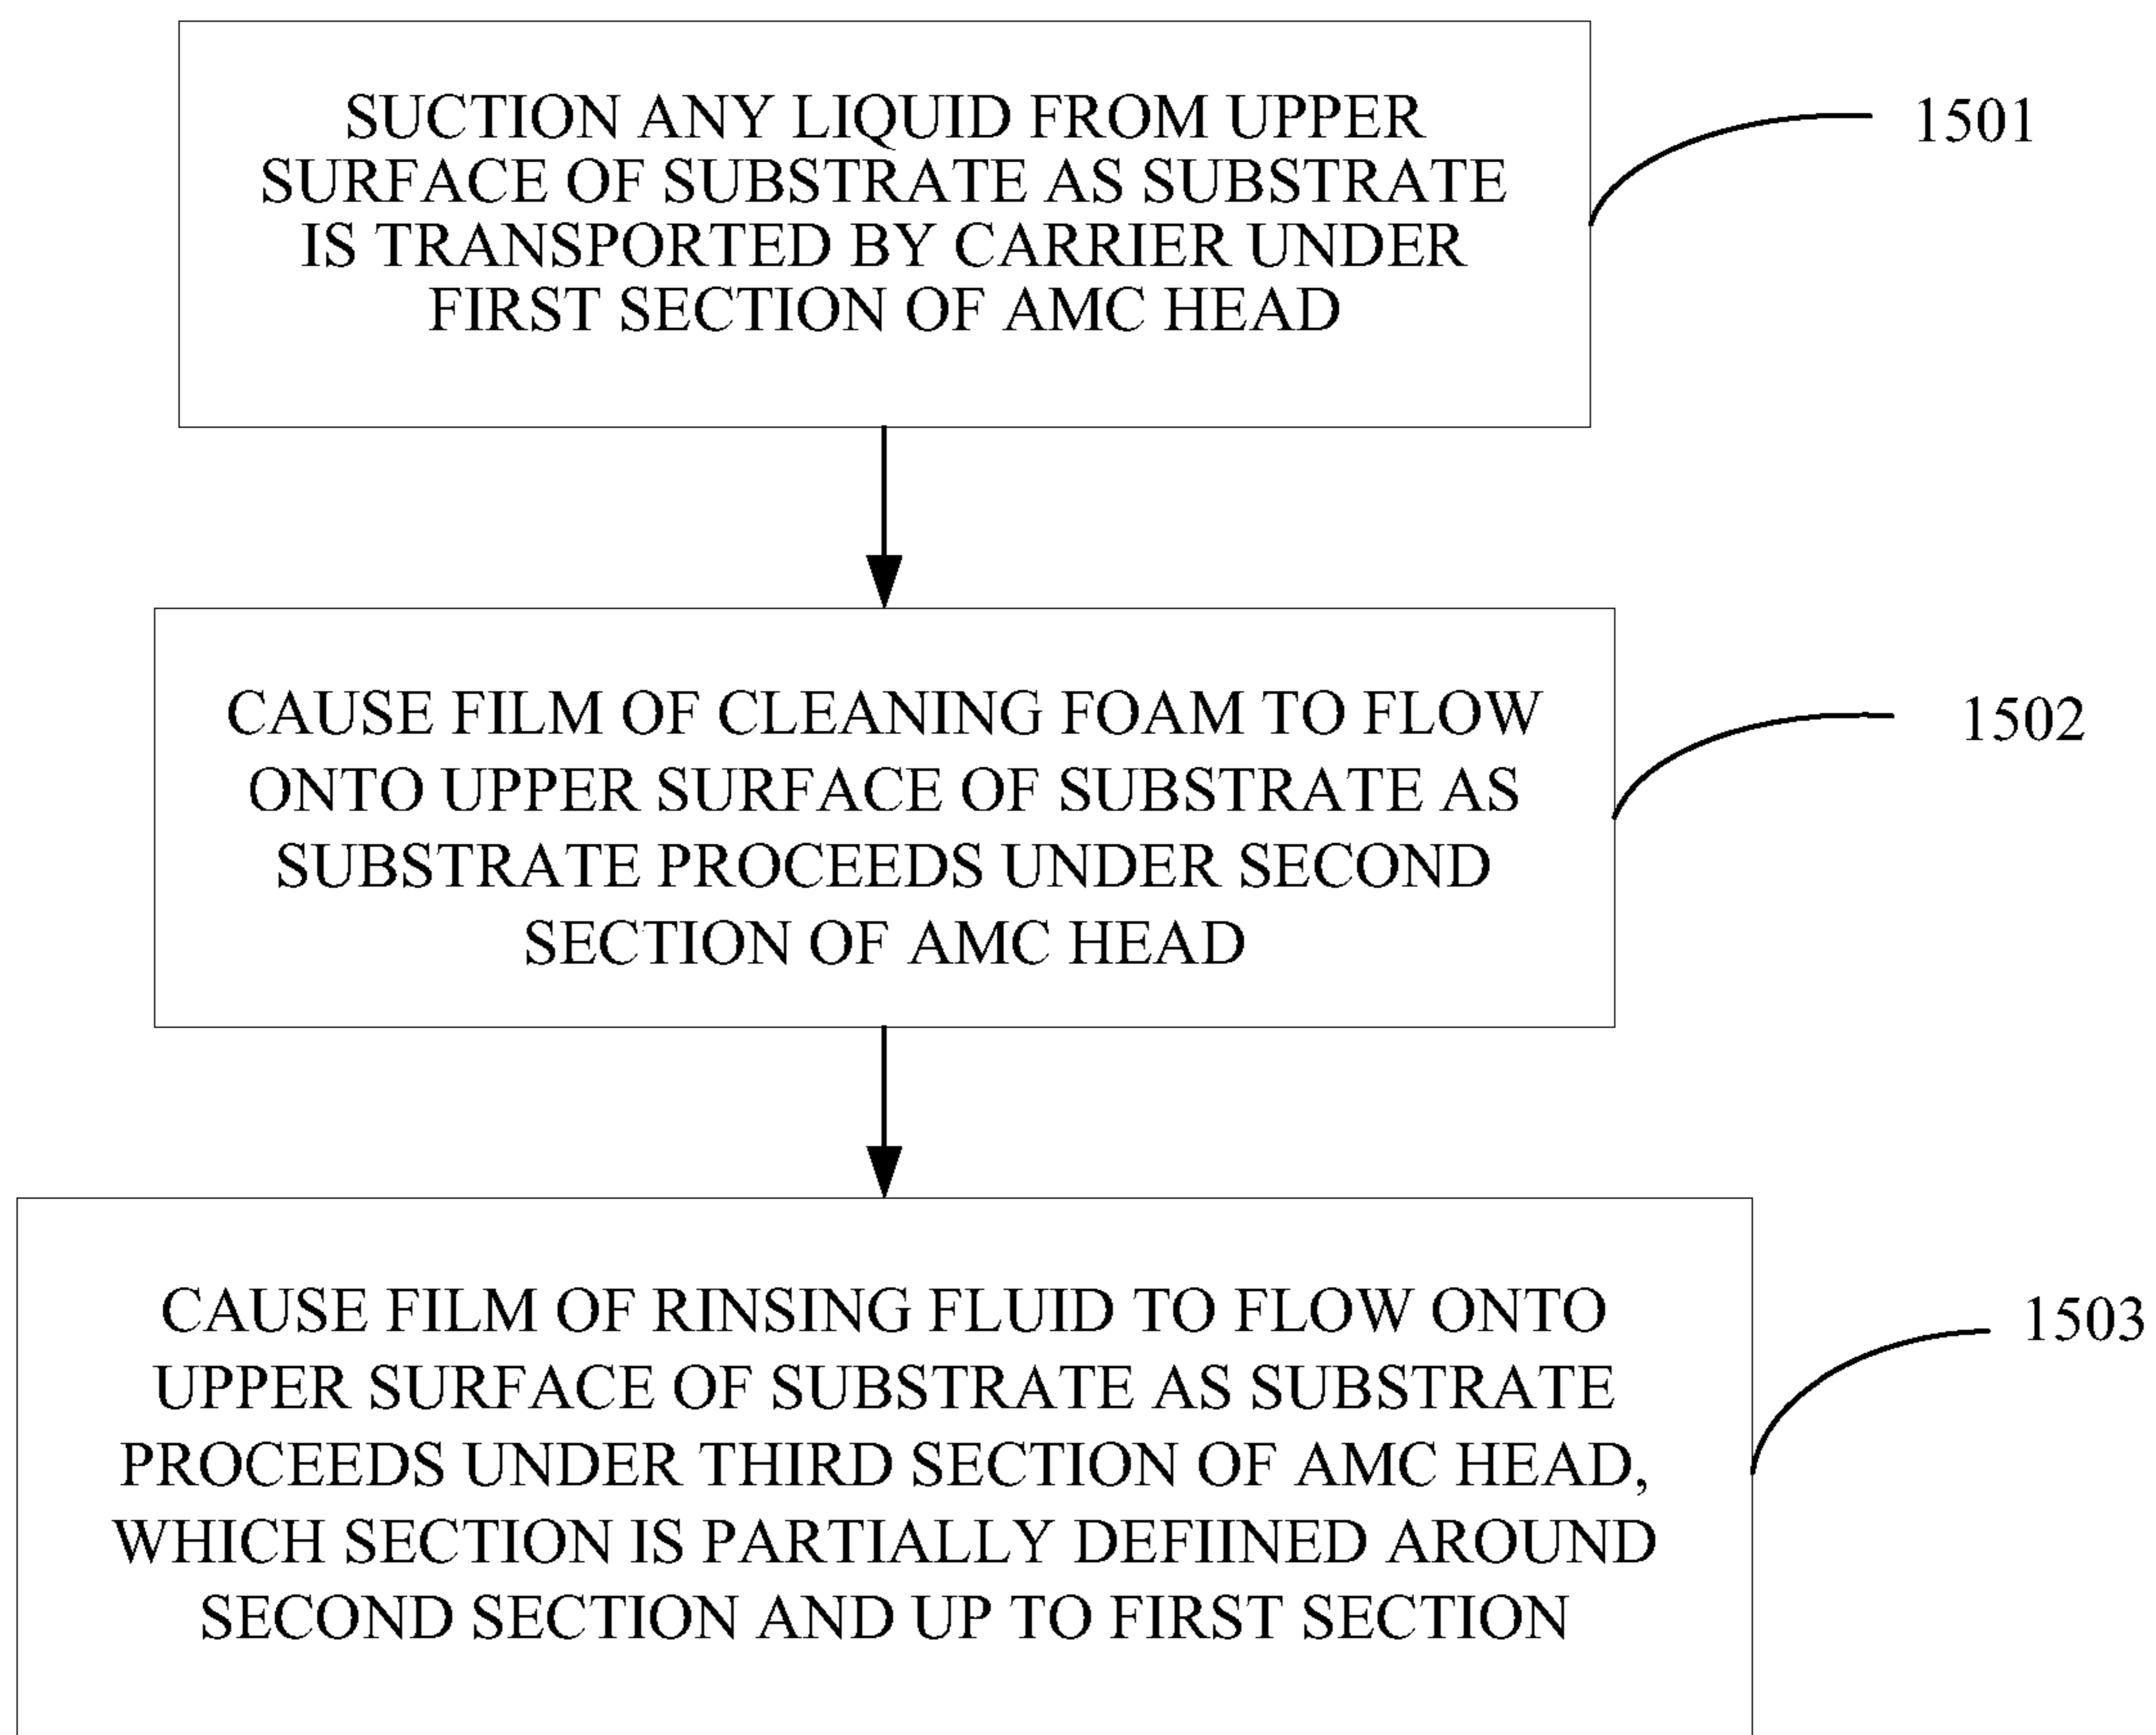 SUCTION ANY LIQUID FROM UPPER
SURFACE OF SUBSTRATE AS SUBSTRATE
IS TRANSPORTED BY CARRIER UNDER
FIRST SECTION OF AMC HEAD
1501
CAUSE FILM OF CLEANING FOAM TO FLOW
ONTO UPPER SURFACE OF SUBSTRATE AS
SUBSTRATE PROCEEDS UNDER SECOND
SECTION OF AMC HEAD
1502
CAUSE FILM OF RINSING FLUID TO FLOW ONTO
UPPER SURFACE OF SUBSTRATE AS SUBSTRATE
PROCEEDS UNDER THIRD SECTION OF AMC HEAD,
WHICH SECTION IS PARTIALLY DEFIINED AROUND
SECOND SECTION AND UP TO FIRST SECTION
1503